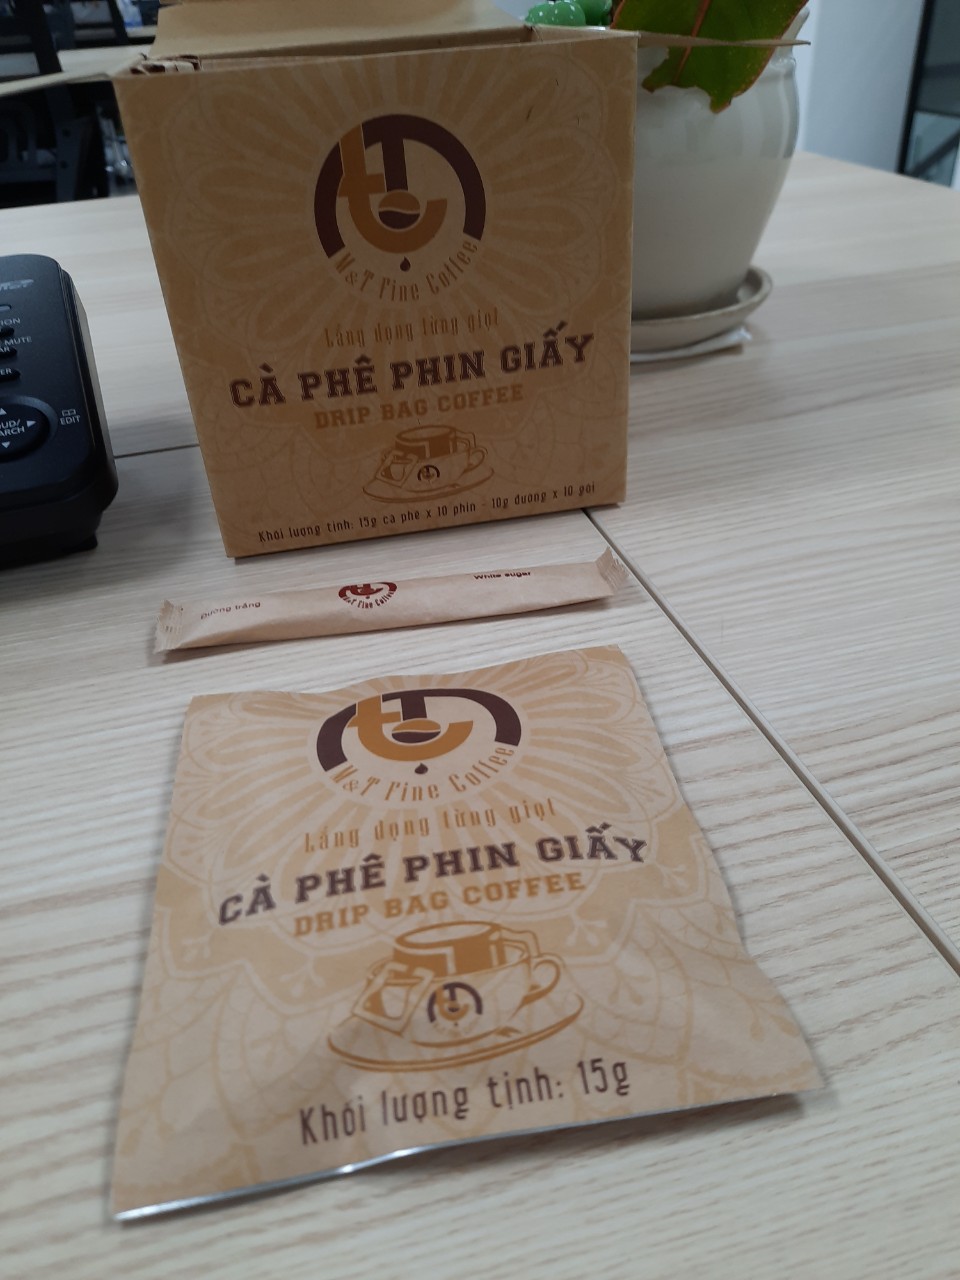 M&T Fine Coffee
Lắng đọng từng giọt
CÀ PHÊ PHIN GIẤY
DRIP BAG COFFEE
Khối lượng tịnh: 15g cà phê x 10 phin - 10g đường x 10 gói
EDIT
Đường trắng
M&T Fine Coffee
White sugar
M&T Fine Coffee
Lắng đọng từng giọt
CÀ PHÊ PHIN GIẤY
DRIP BAG COFFEE
Khối lượng tịnh: 15g